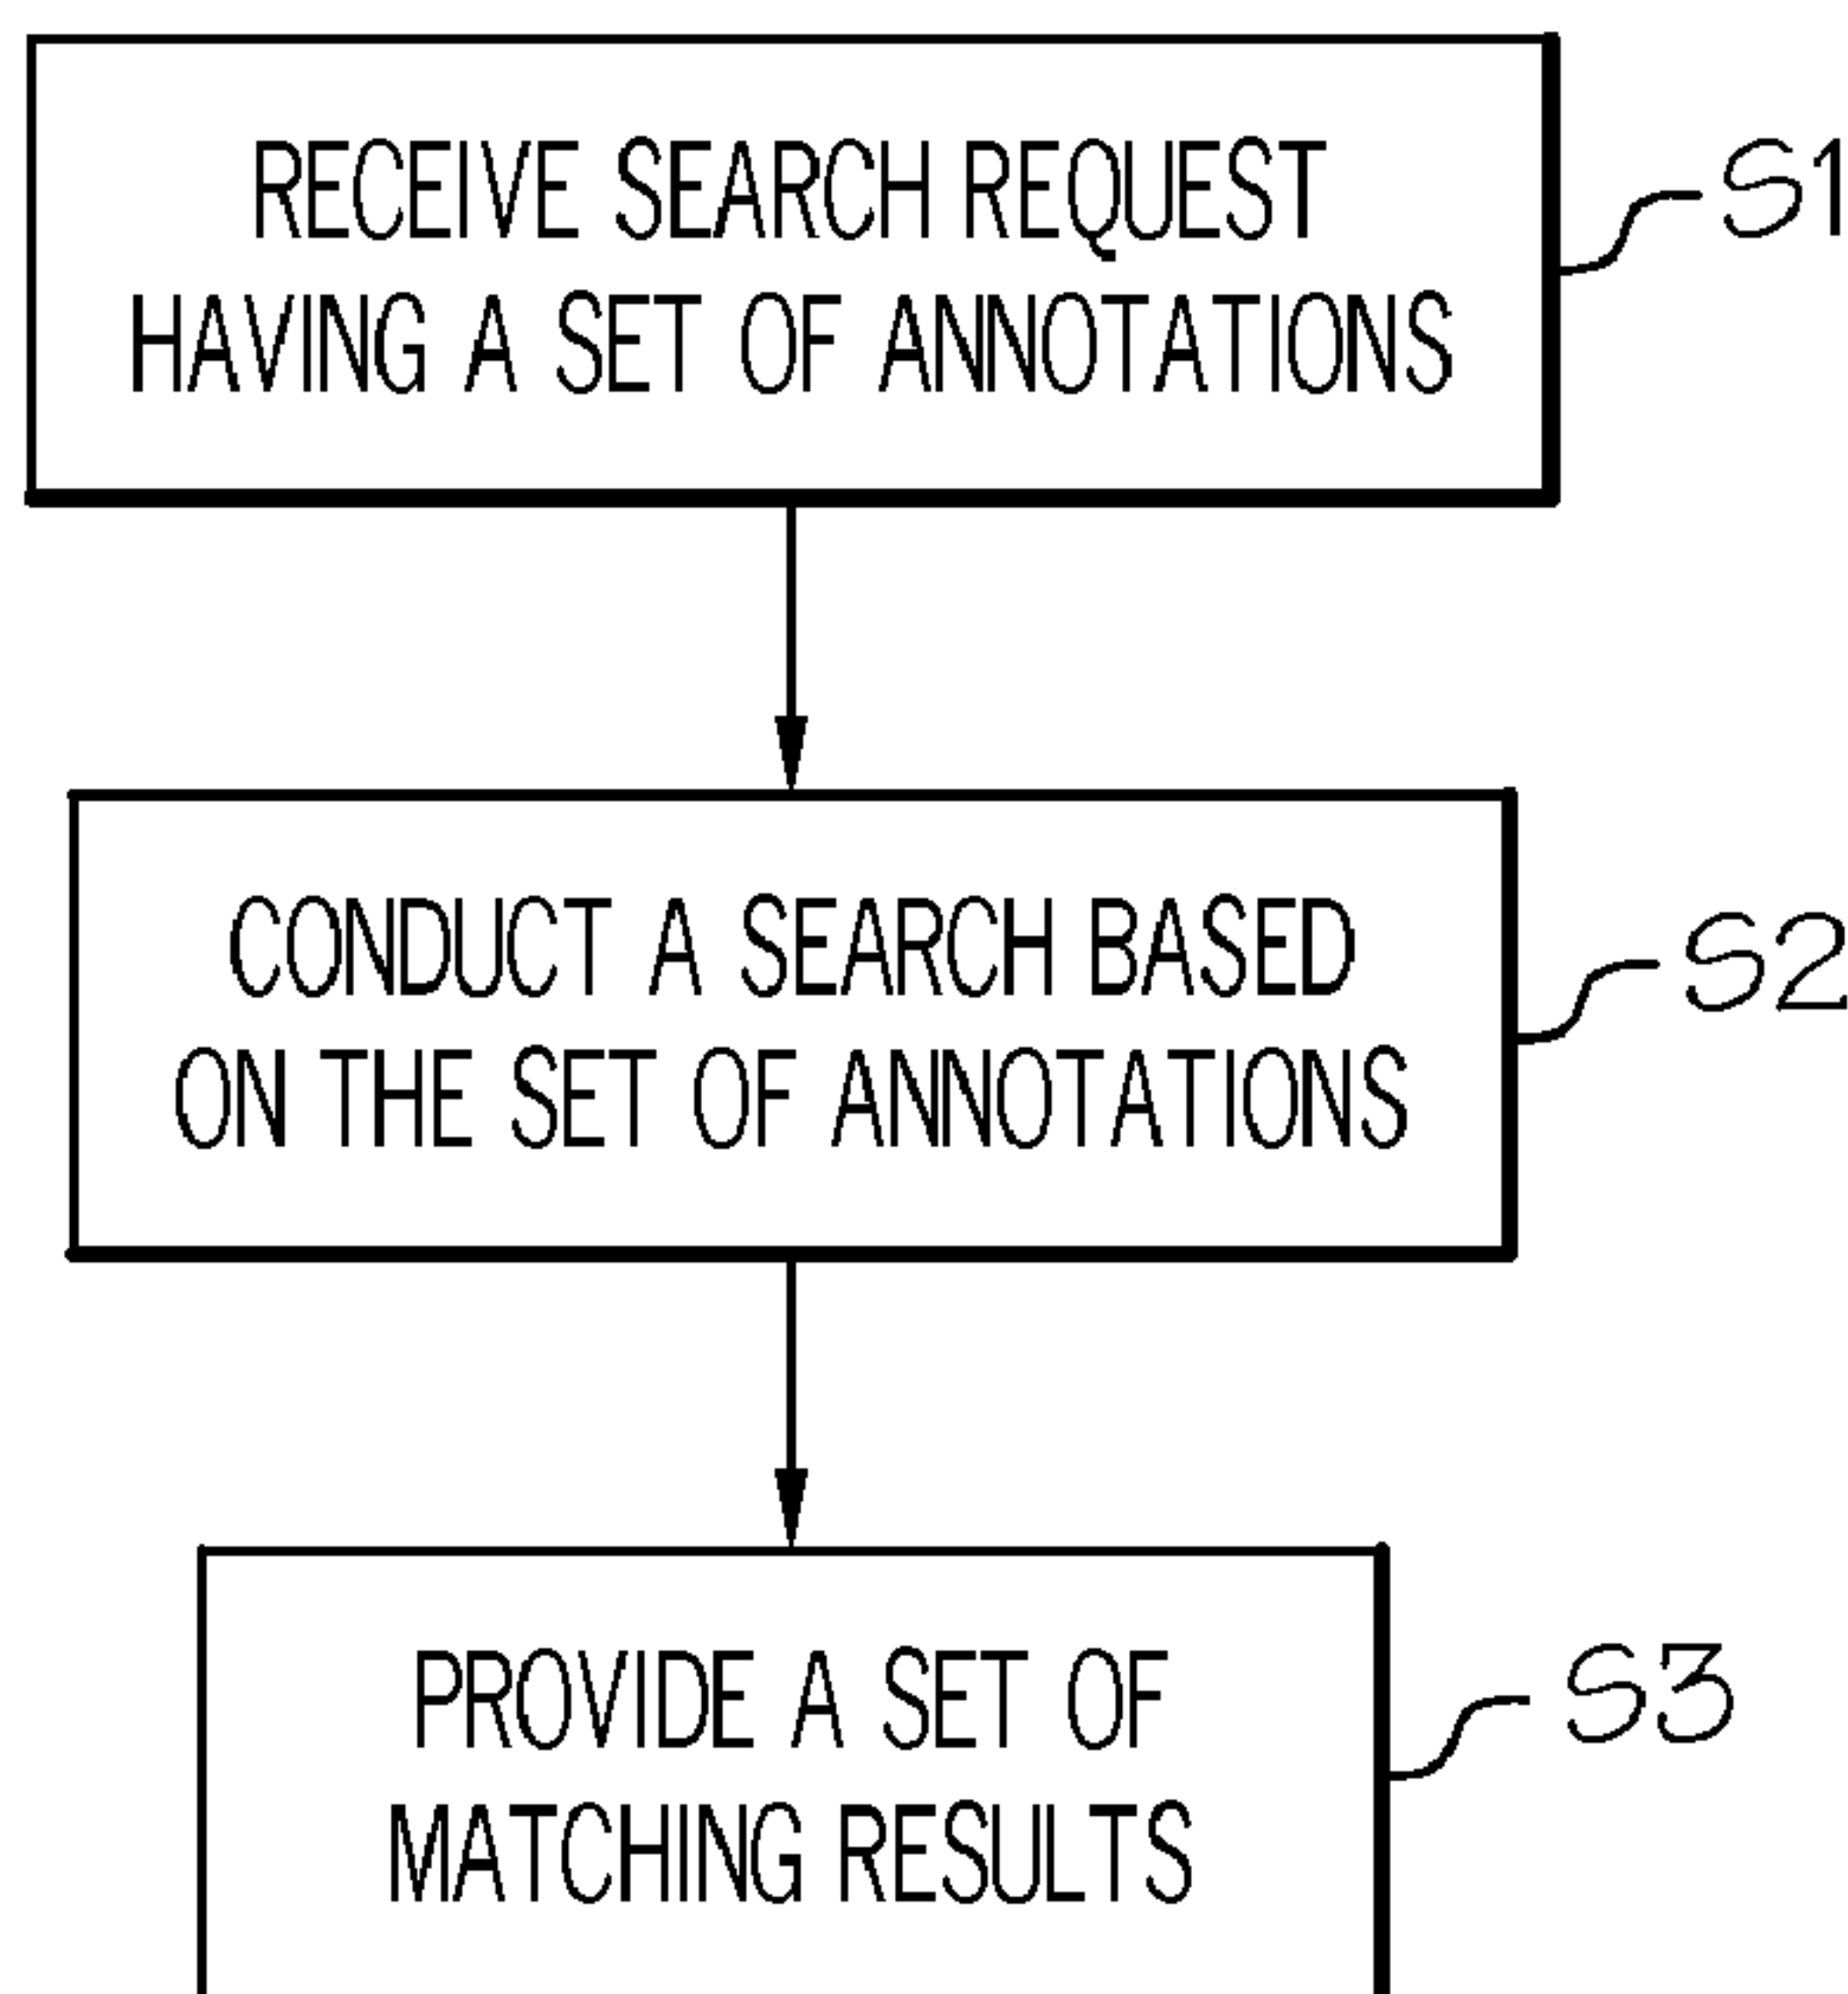 RECEIVE SEARCH REQUEST
HAVING A SET OF ANNOTATIONS
S1
CONDUCT A SEARCH BASED
ON THE SET OF ANNOTATIONS
S2
PROVIDE A SET OF
MATCHING RESULTS
S3